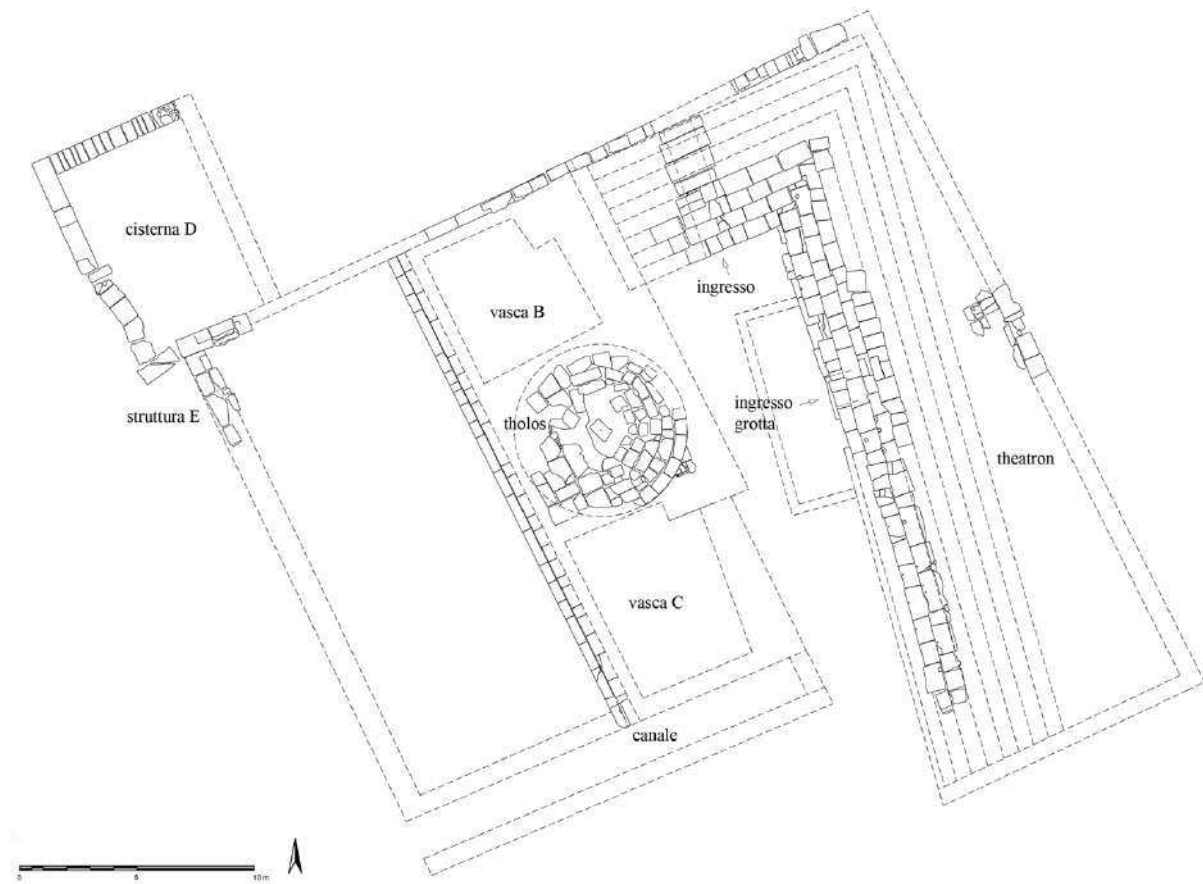 cisterna D
ingresso
vasca B
ingresso
grotta
struttura E
tholos
theatron
vasca C
canale
0
5
10 m